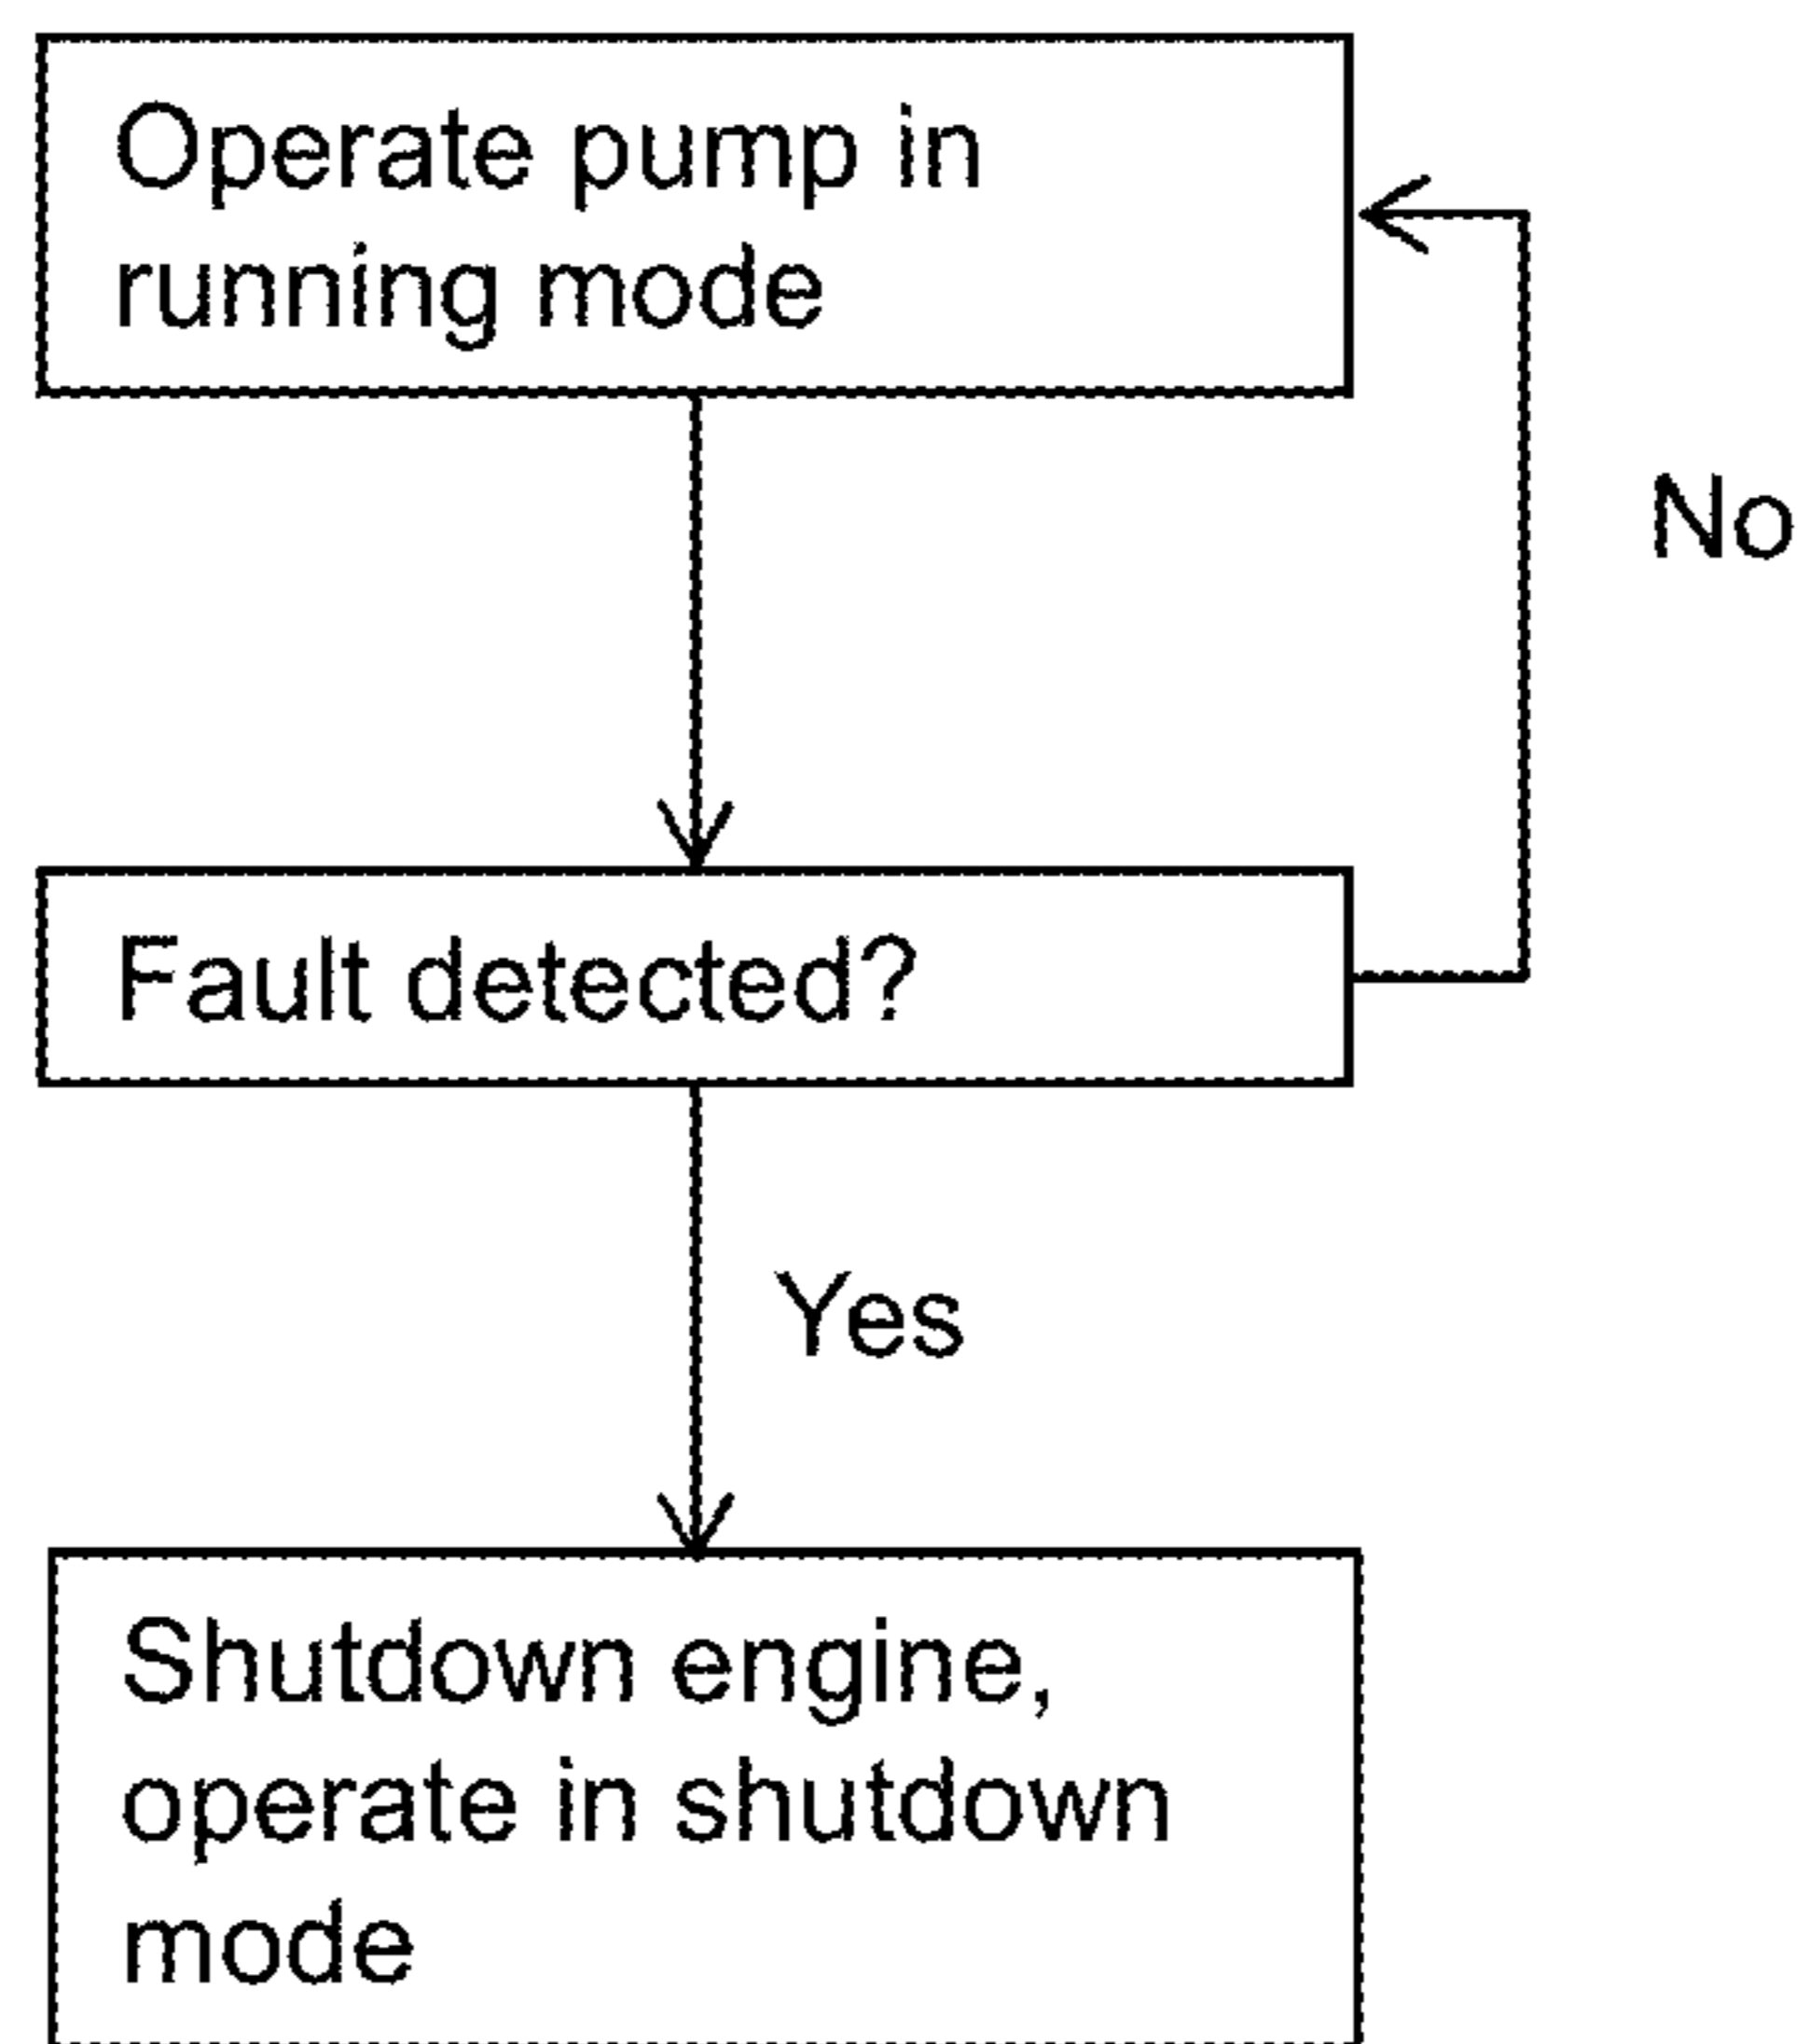 Operate pump in
running mode
No
Fault detected?
Yes
Shutdown engine,
operate in shutdown
mode